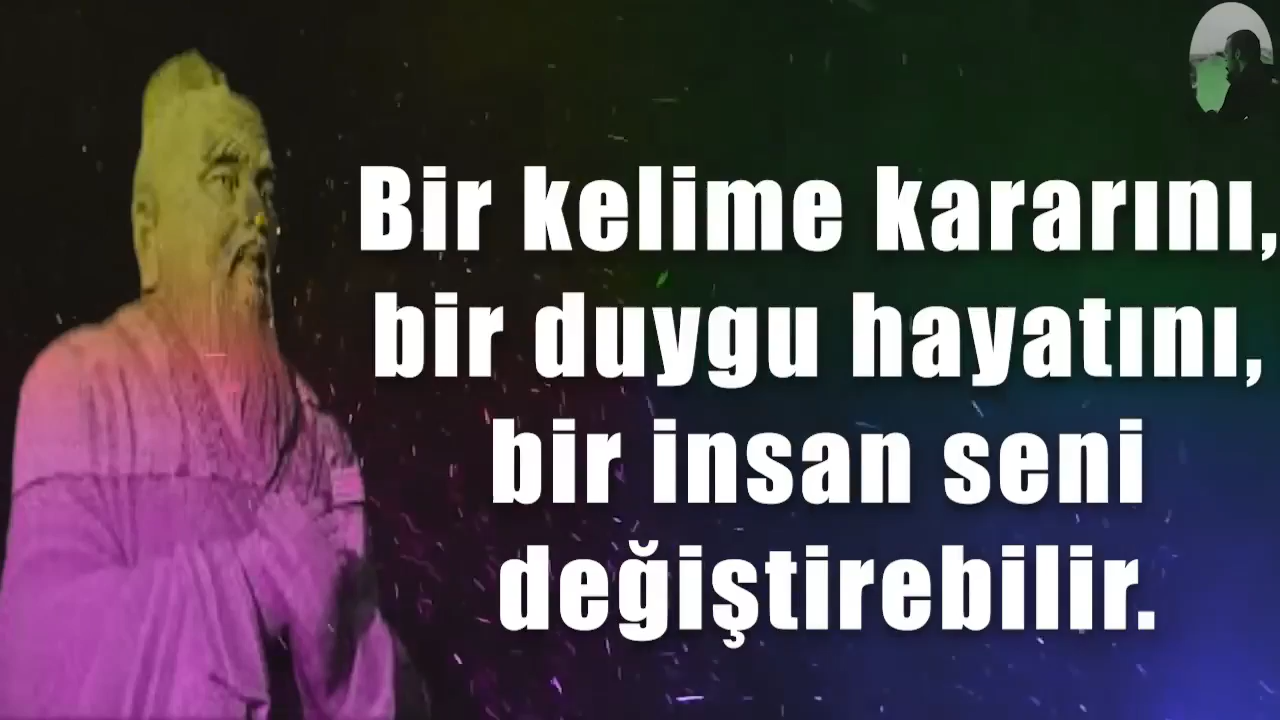 Bir kelime kararını,
bir duygu hayatını,
bir insan seni
değiştirebilir.